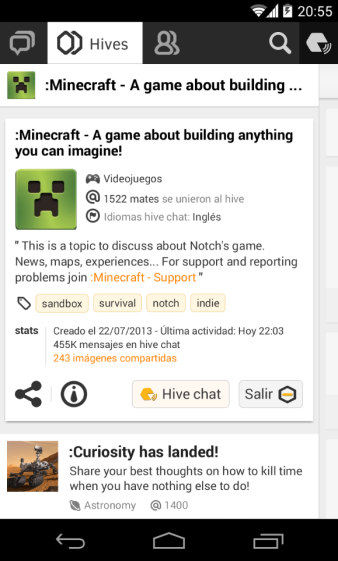 20:55
Hives
:Minecraft - A game about building ...
:Minecraft - A game about building anything
you can imagine!
Videojuegos
1522 mates se unieron al hive
Idiomas hive chat: Inglés
" This is a topic to discuss about Notch's game.
News, maps, experiences... For support and reporting
problems join :Minecraft - Support "
sandbox survival notch indie
stats Creado el 22/07/2013 - Última actividad: Hoy 22:03
455K mensajes en hive chat
243 imágenes compartidas
Hive chat Salir
:Curiosity has landed!
Share your best thoughts on how to kill time
when you have nothing else to do!
Astronomy @ 1400